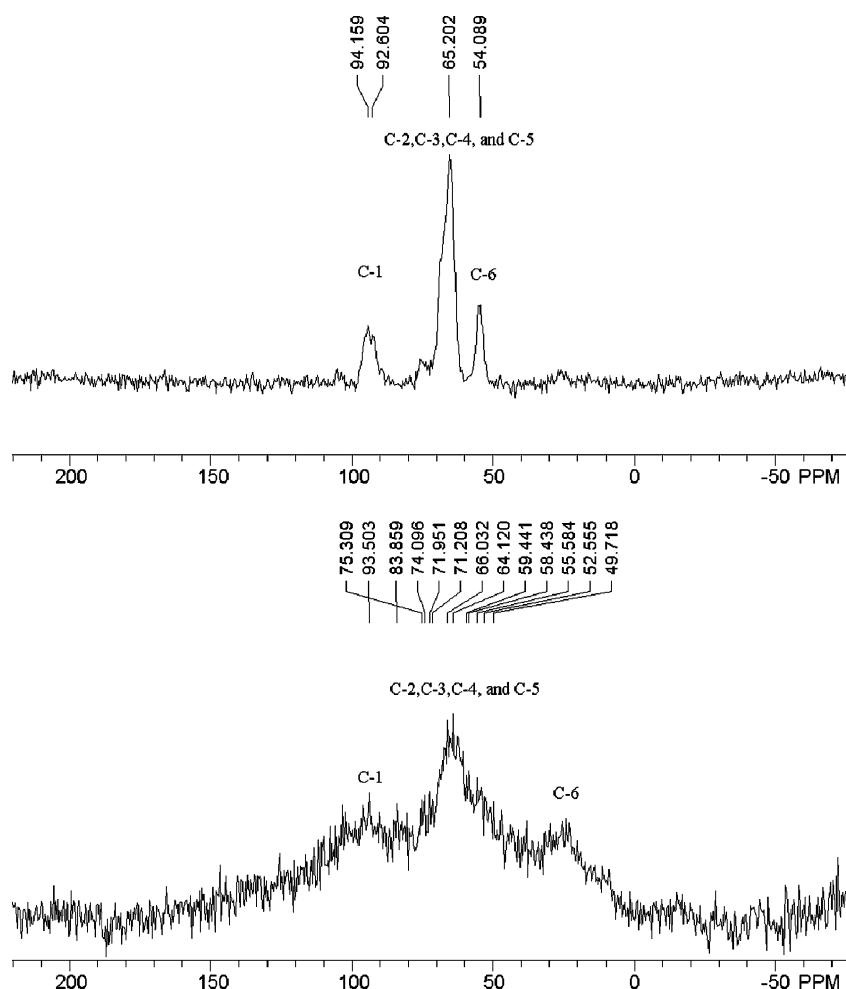 94.159
92.604
65.202
54.089
C-2,C-3,C-4, and C-5
C-1
C-6
200 150 100 50 0 -50 PPM
75.309
93.503
83.859
74.096
71.951
71.208
66.032
64.120
59.441
58.438
55.584
52.555
49.718
C-2,C-3,C-4, and C-5
C-1
C-6
200 150 100 50 0 -50 PPM